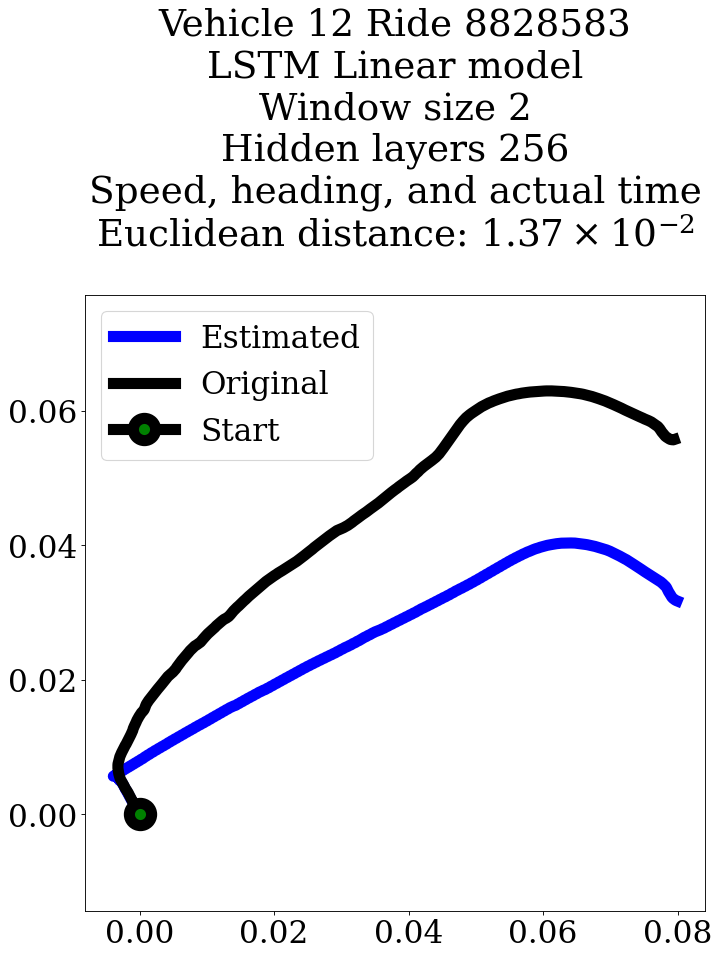 Vehicle 12 Ride 8828583
LSTM Linear model
Window size 2
Hidden layers 256
Speed, heading, and actual time
Euclidean distance: 1.37 × 10⁻²
Estimated
Original
Start
0.06
0.04
0.02
0.00
0.00 0.02 0.04 0.06 0.08